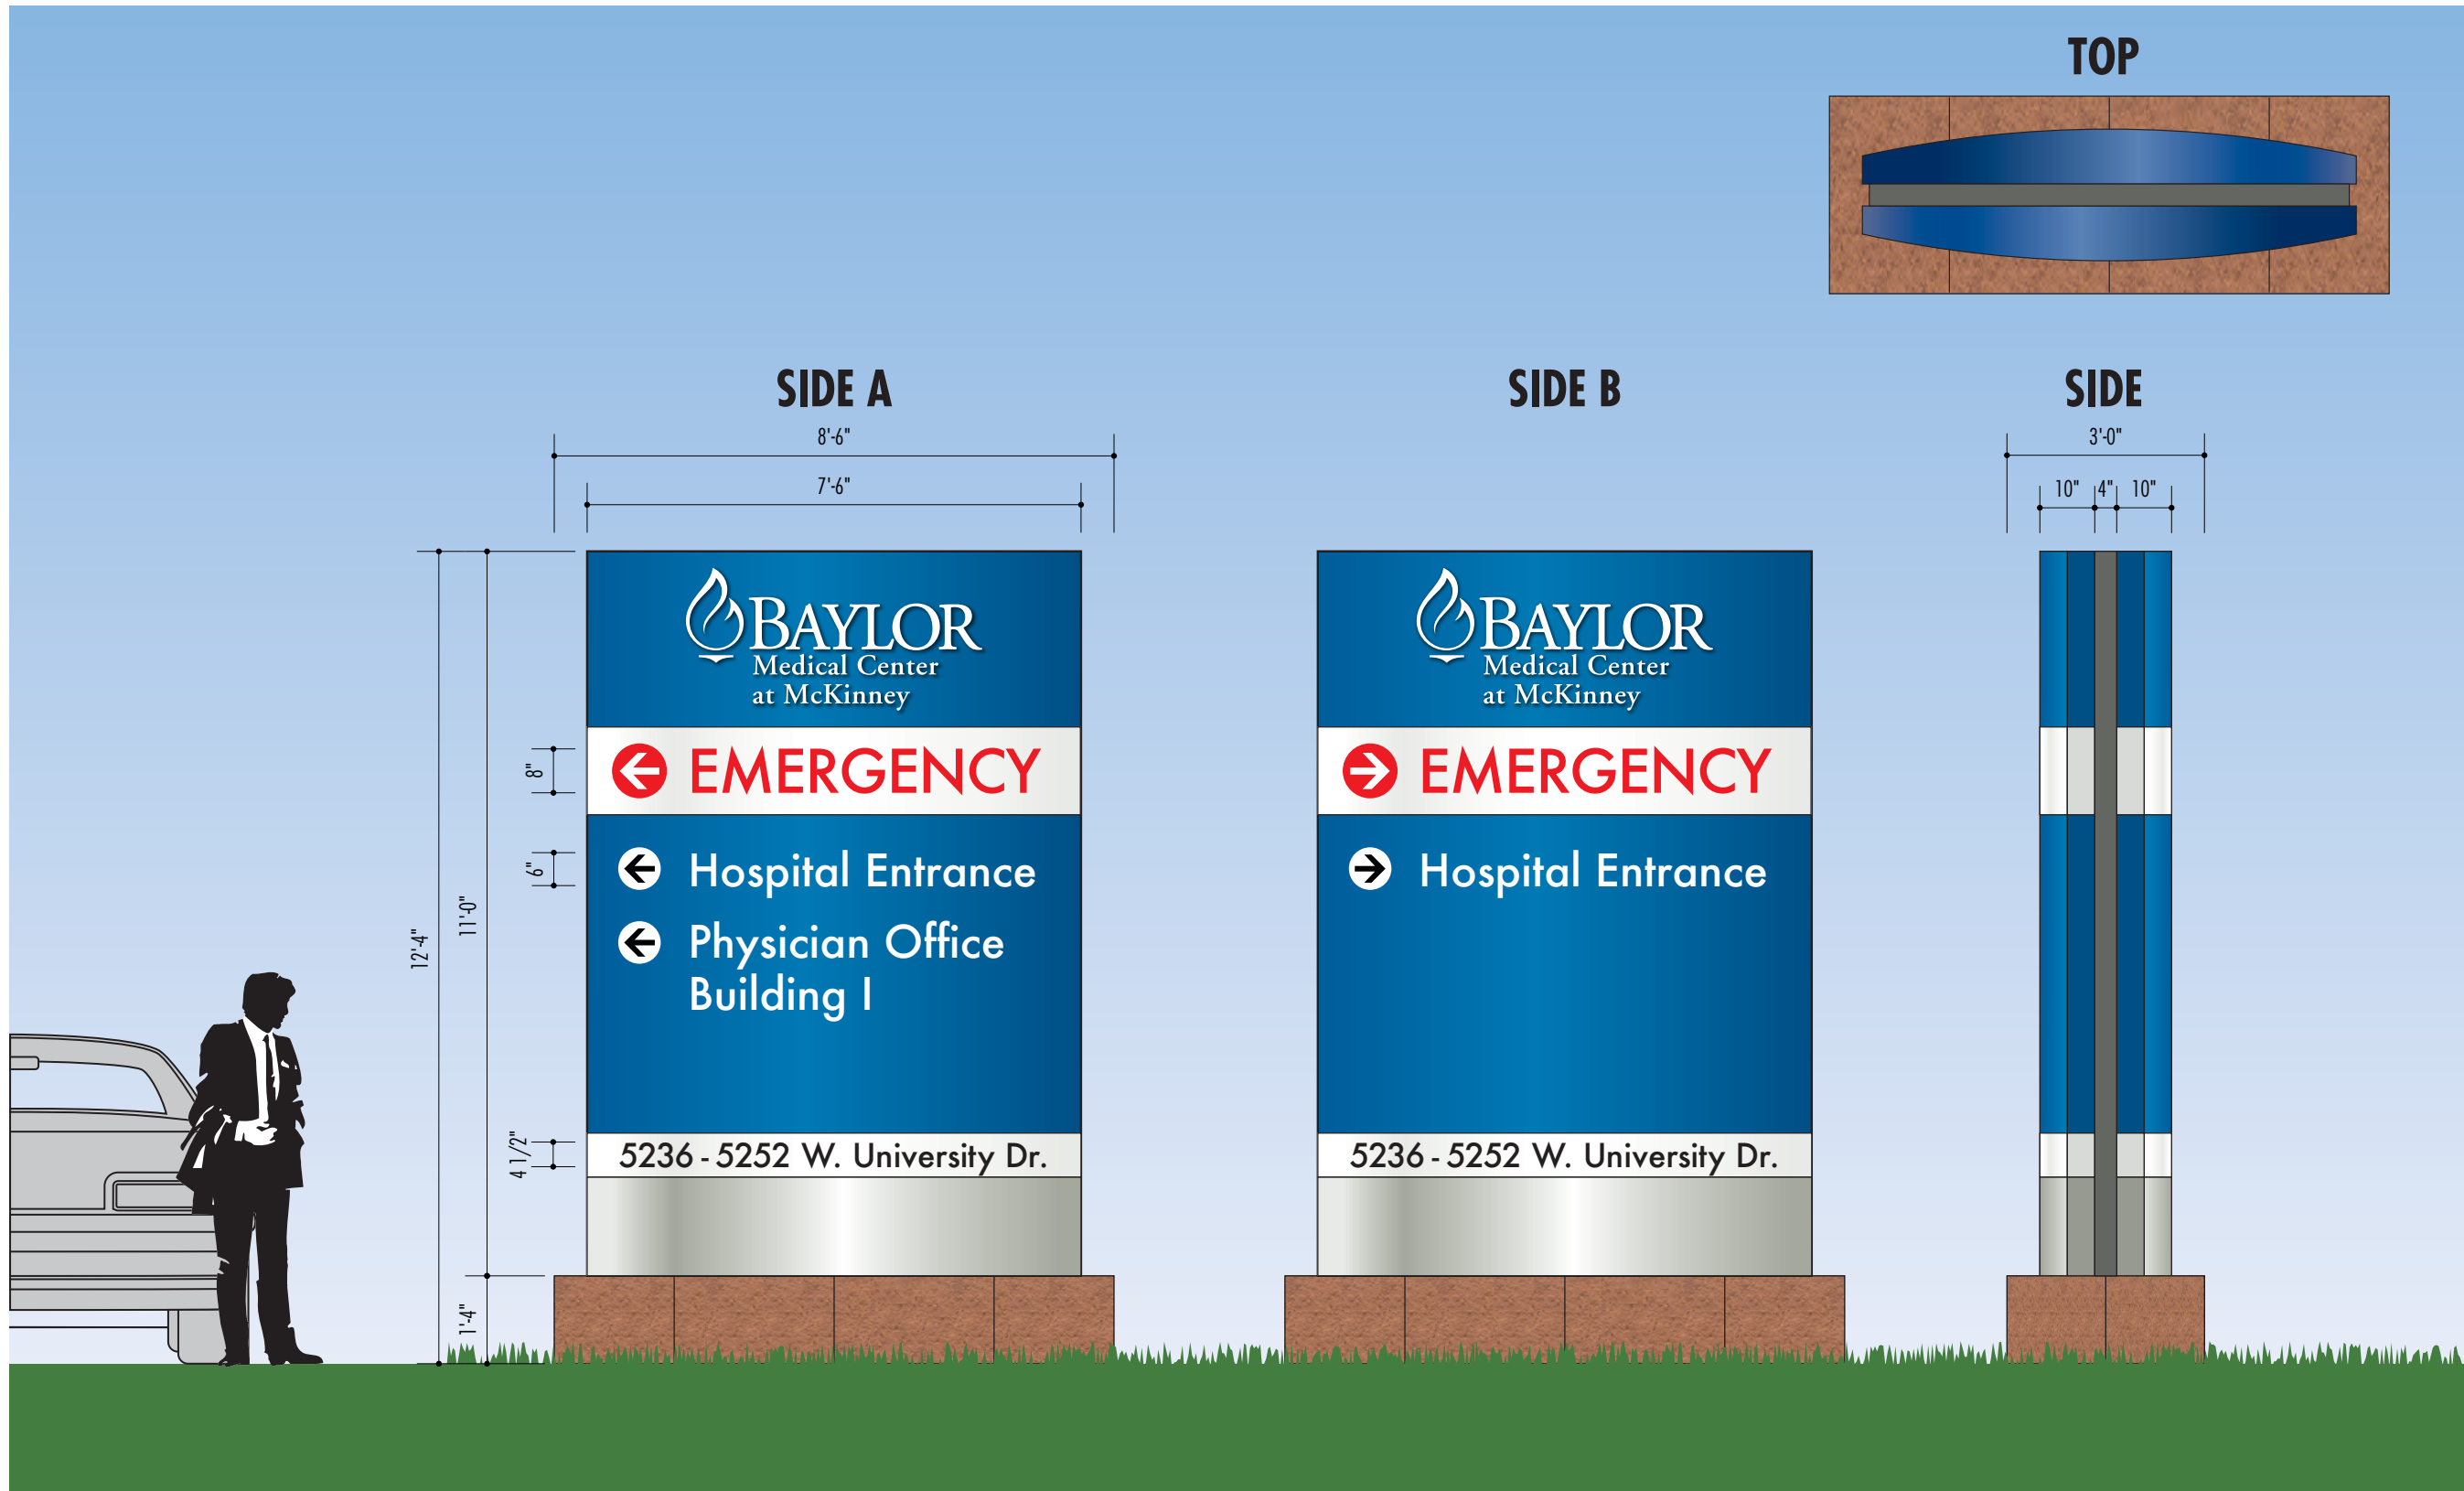 TOP
SIDE A
SIDE B
SIDE
8'-6"
3'-0"
7'-6"
10" 4" 10"
BAYLOR
Medical Center
at McKinney
EMERGENCY
Hospital Entrance
Physician Office
Building I
5236 - 5252 W. University Dr.
BAYLOR
Medical Center
at McKinney
EMERGENCY
Hospital Entrance
5236 - 5252 W. University Dr.
8"
6"
4 1/2"
11'-0"
12'-4"
1'-4"